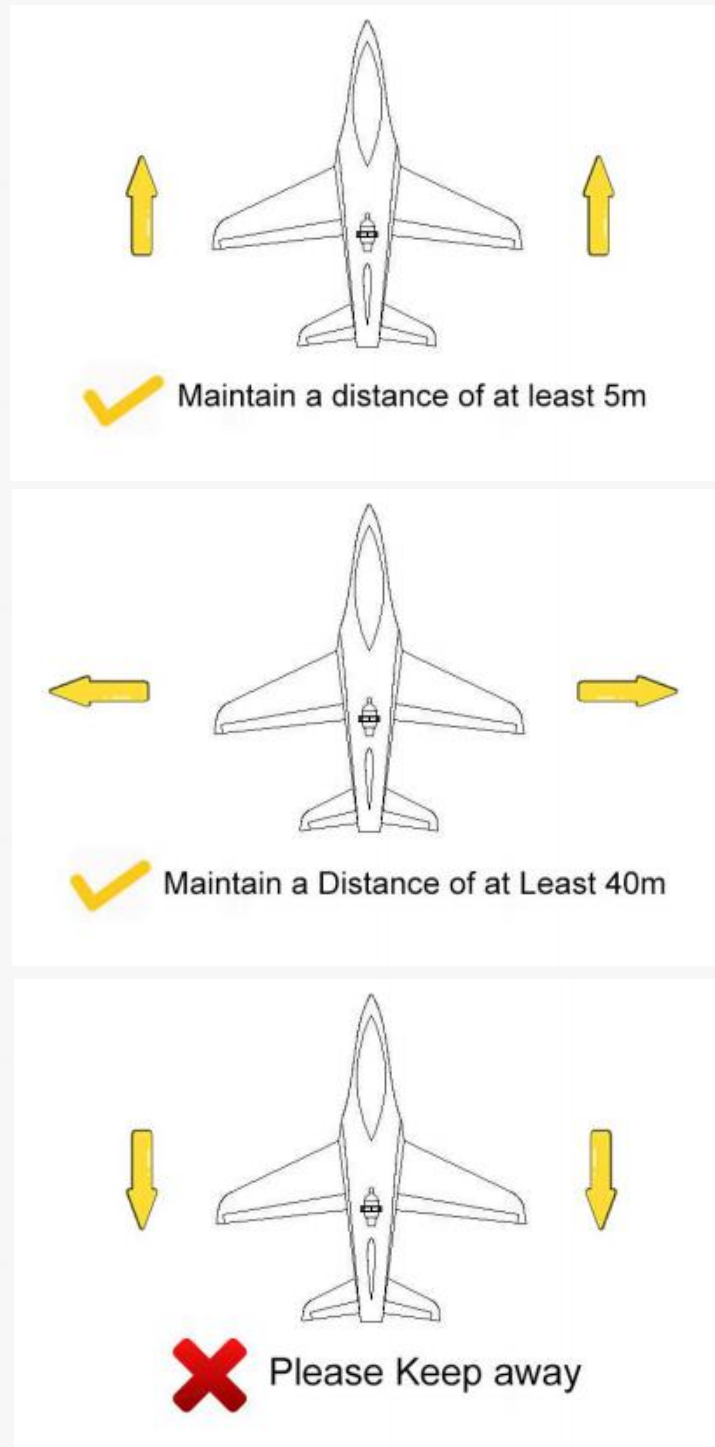 Maintain a distance of at least 5m
Maintain a Distance of at Least 40m
Please Keep away